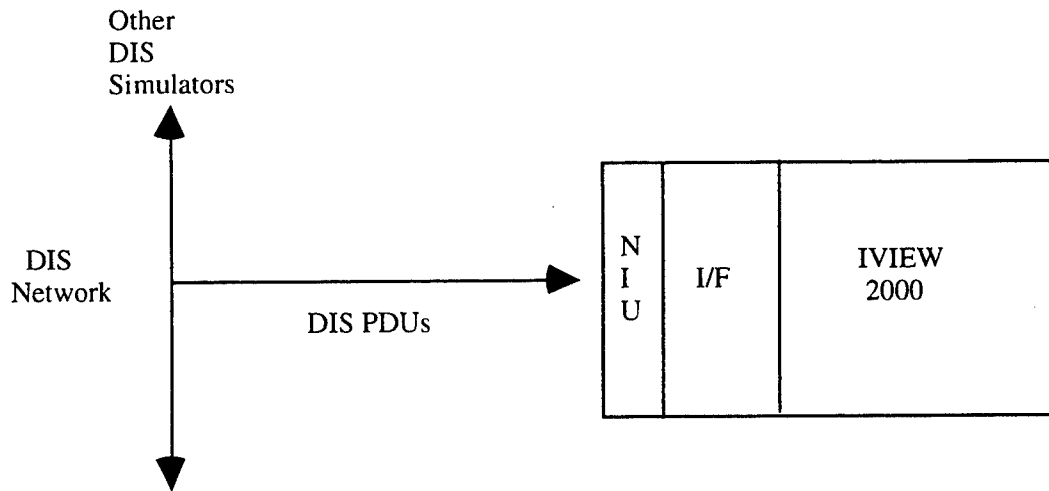 Other
DIS
Simulators
DIS
Network
DIS PDUs
N
I
U
I/F
IVIEW
2000